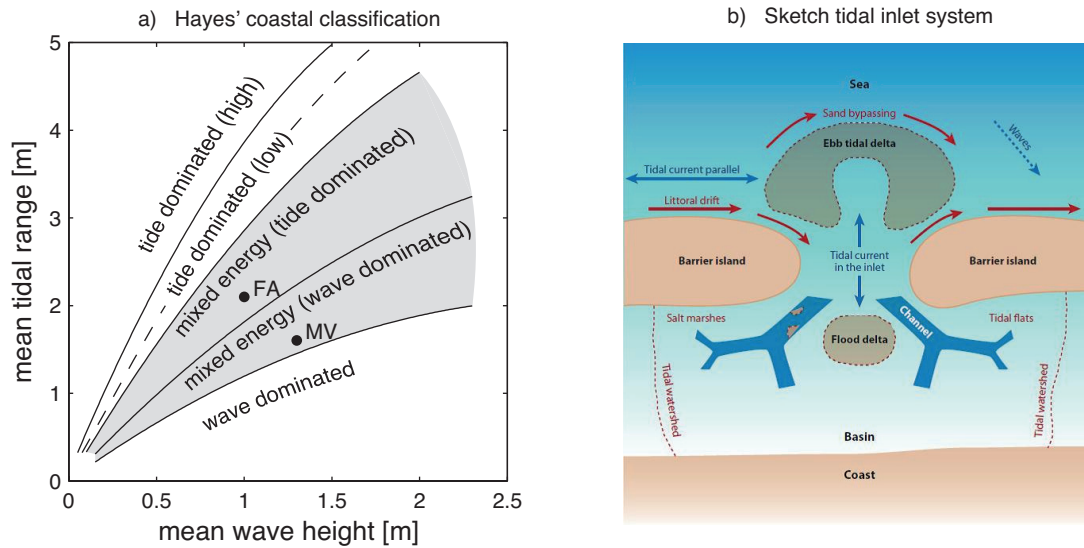 a) Hayes' coastal classification
5
4
3
2
1
0
0
0.5
1
1.5
2
2.5
mean tidal range [m]
mean wave height [m]
tide dominated (high)
tide dominated (low)
mixed energy (tide dominated)
mixed energy (wave dominated)
wave dominated
FA
MV
b) Sketch tidal inlet system
Sea
Sand bypassing
Ebb tidal delta
Waves
Tidal current parallel
Littoral drift
Barrier island
Tidal current
in the inlet
Barrier island
Salt marshes
Channel
Tidal flats
Flood delta
Tidal watershed
Tidal watershed
Basin
Coast